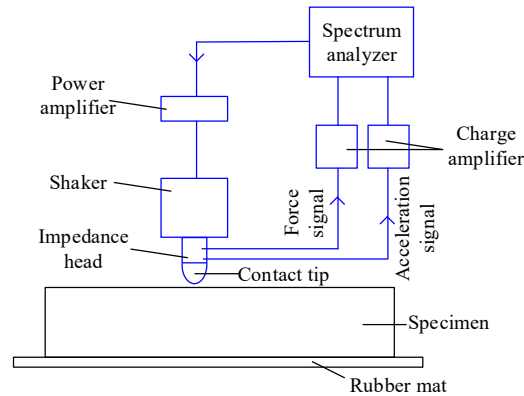 Spectrum
analyzer
Power
amplifier
Charge
amplifier
Shaker
Force
signal
Acceleration
signal
Impedance
head
Contact tip
Specimen
Rubber mat